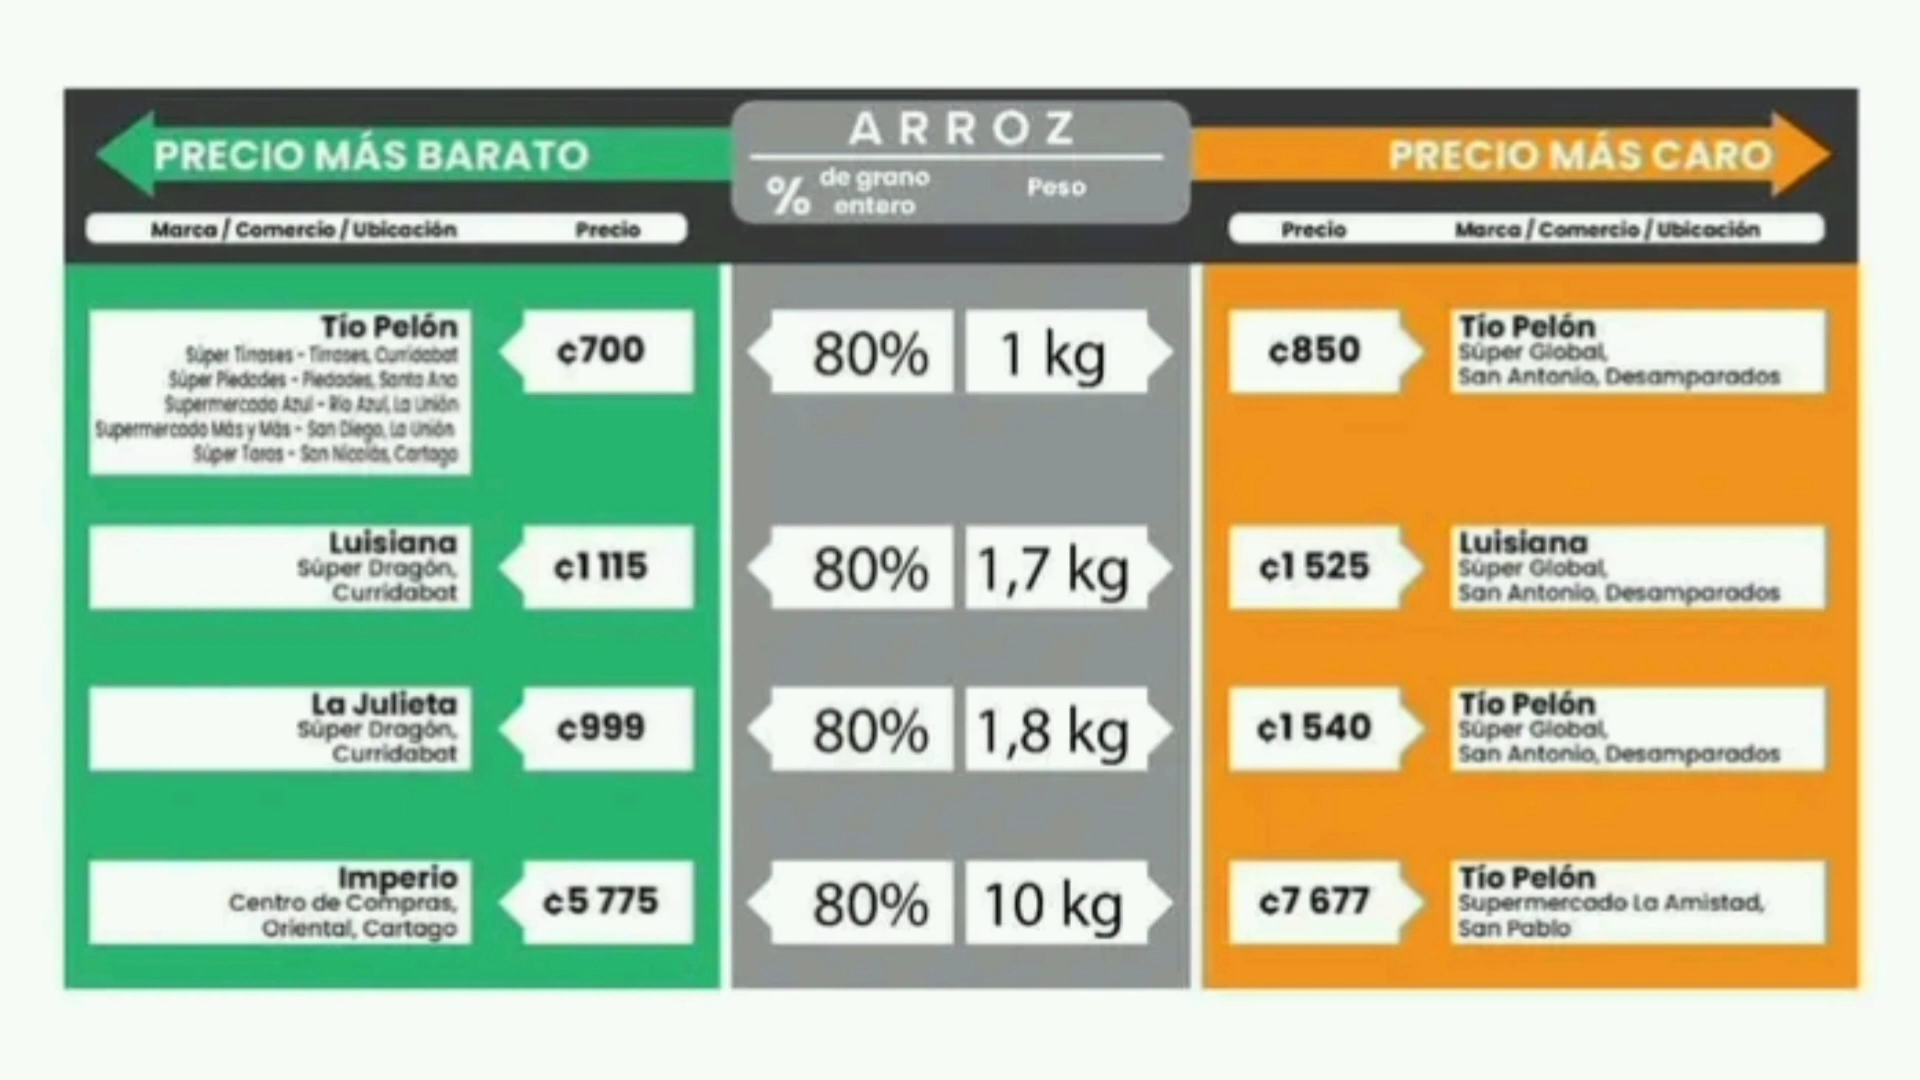 PRECIO MÁS BARATO
ARROZ
% de grano entero
Peso
PRECIO MÁS CARO
Marca / Comercio / Ubicación
Precio
Precio
Marca / Comercio / Ubicación
Tío Pelón
Súper Tirrases - Tirrases, Curridabat
Súper Piedades - Piedades, Santa Ana
Supermercado Azul - Río Azul, La Unión
Supermercado Más y Más - San Diego, La Unión
Súper Taras - San Nicolás, Cartago
¢700
80%
1 kg
¢850
Tío Pelón
Súper Global,
San Antonio, Desamparados
Luisiana
Súper Dragón,
Curridabat
¢1 115
80%
1,7 kg
¢1 525
Luisiana
Súper Global,
San Antonio, Desamparados
La Julieta
Súper Dragón,
Curridabat
¢999
80%
1,8 kg
¢1 540
Tío Pelón
Súper Global,
San Antonio, Desamparados
Imperio
Centro de Compras,
Oriental, Cartago
¢5 775
80%
10 kg
¢7 677
Tío Pelón
Supermercado La Amistad,
San Pablo